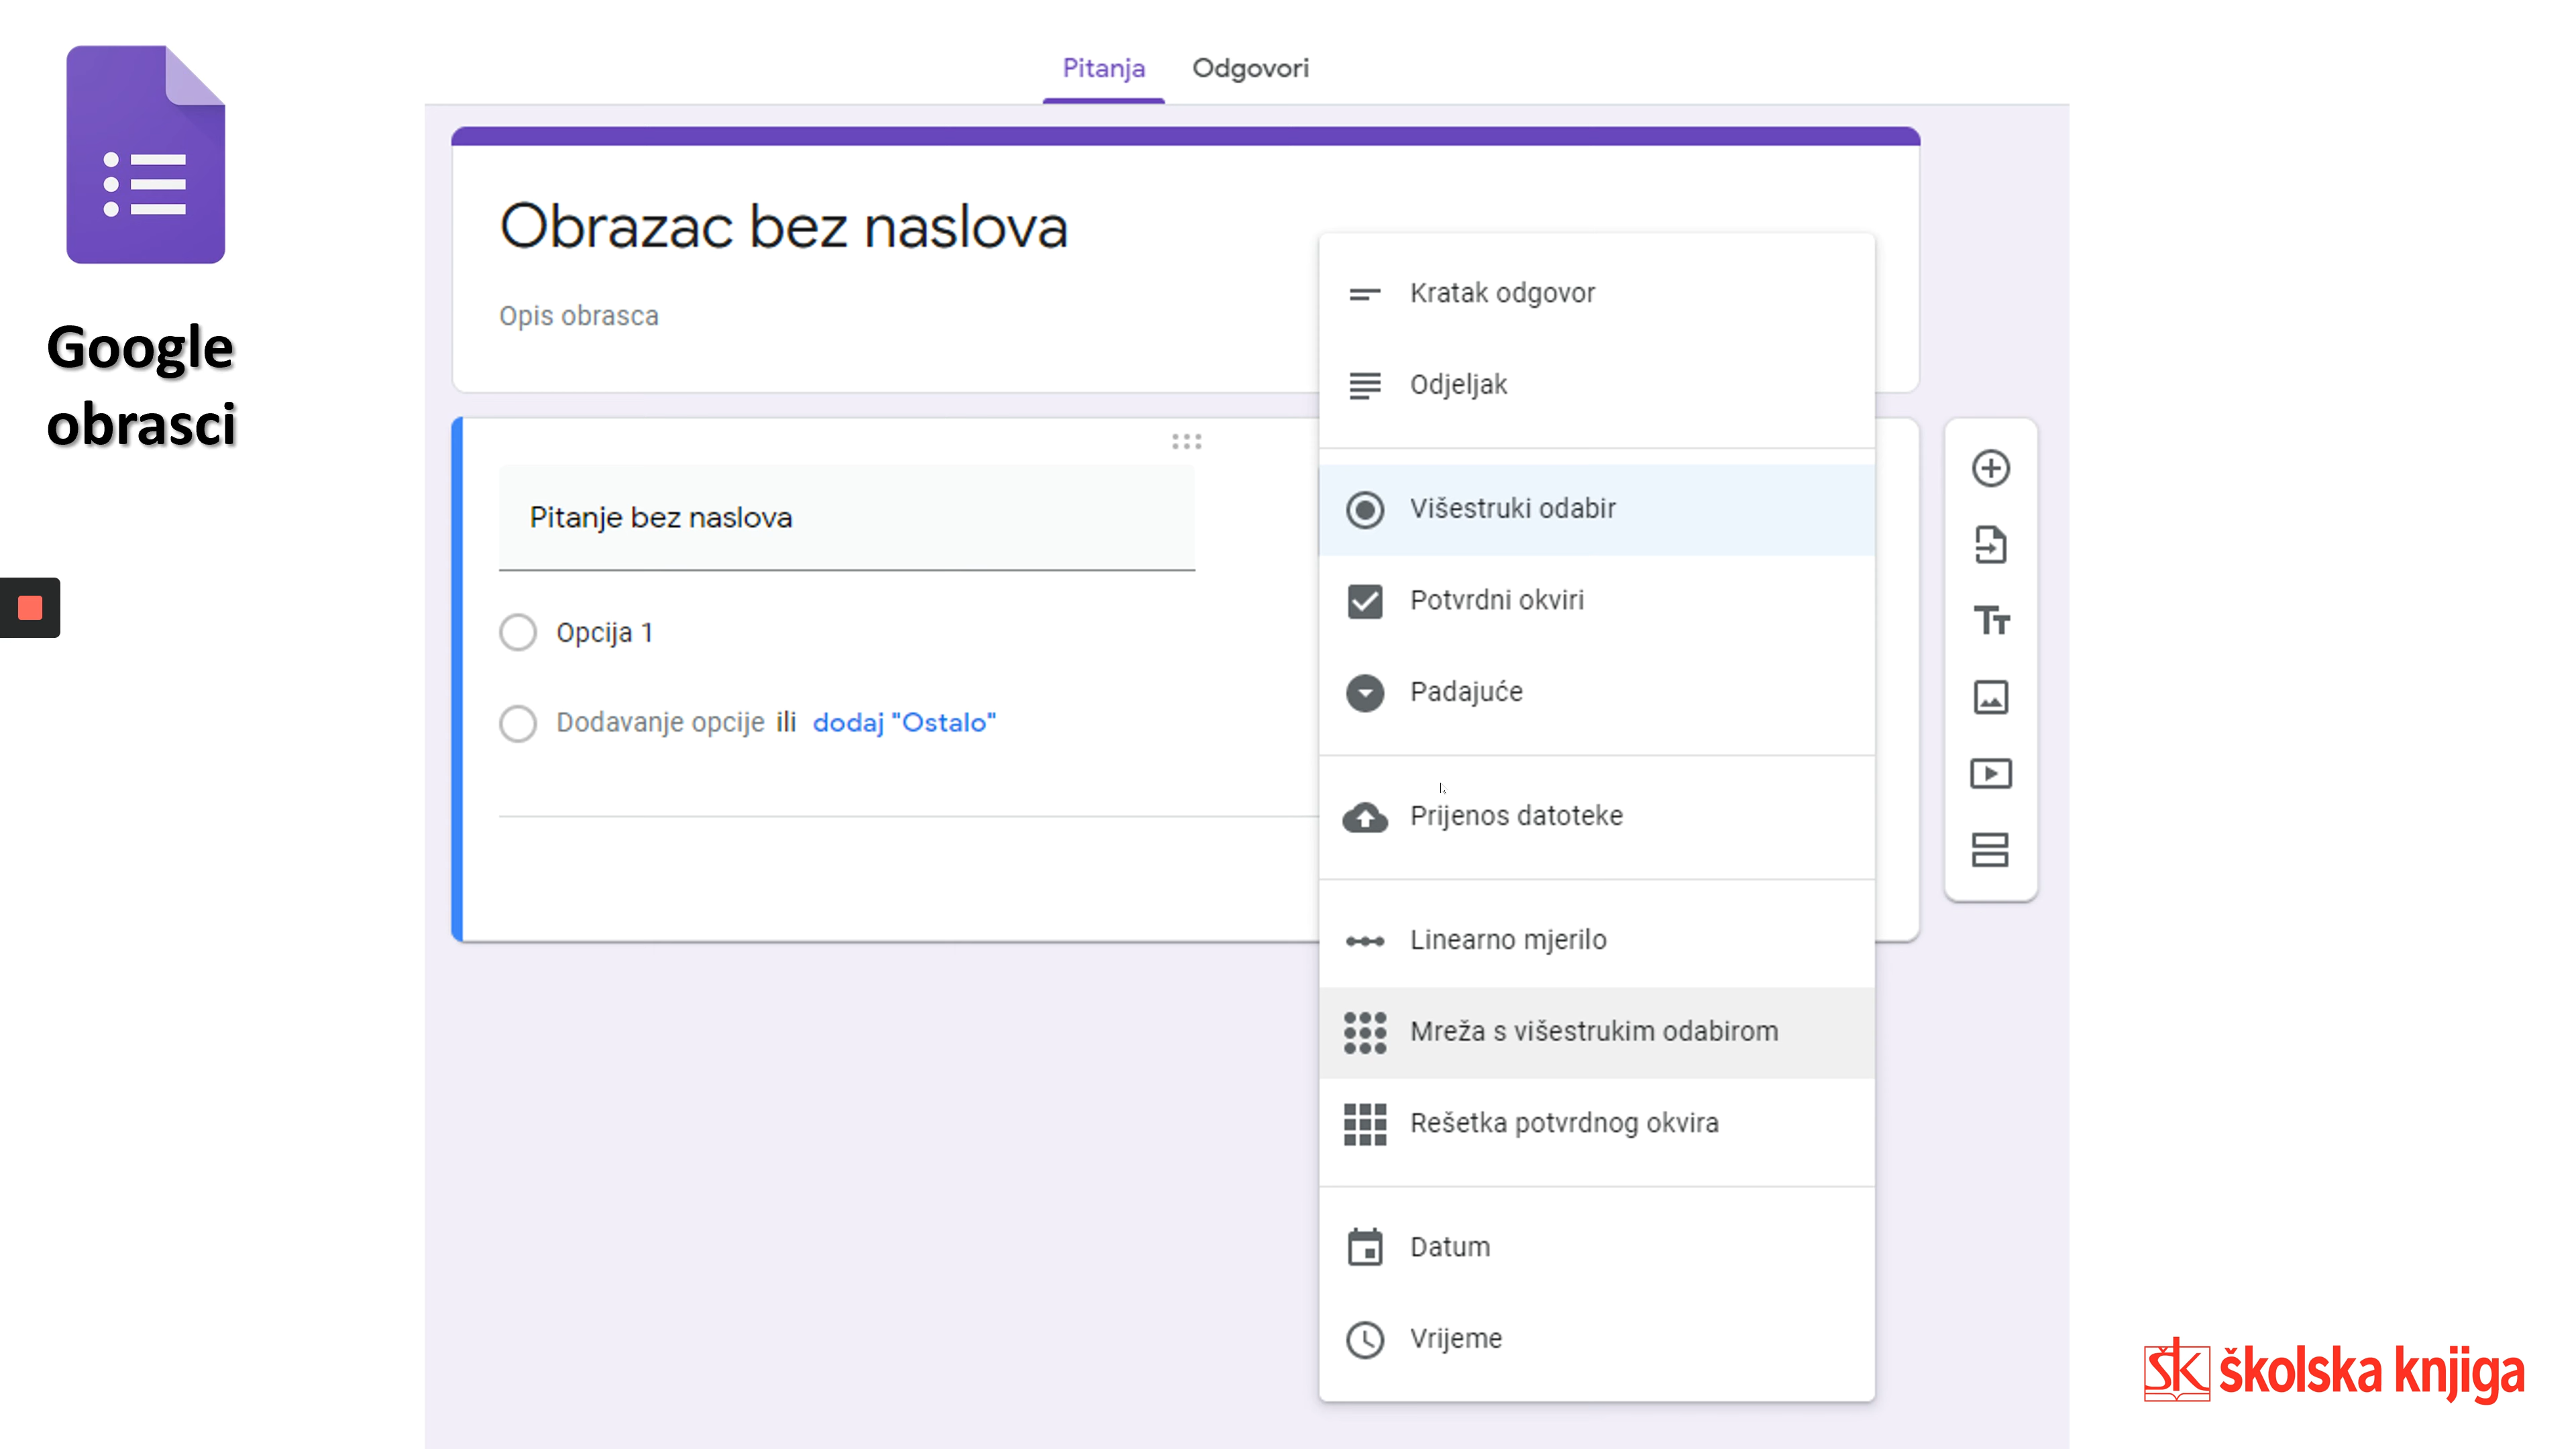 Google
obrasci
Pitanja Odgovori
Obrazac bez naslova
Opis obrasca
Pitanje bez naslova
Opcija 1
Dodavanje opcije ili dodaj "Ostalo"
Kratak odgovor
Odjeljak
Višestruki odabir
Potvrdni okviri
Padajuće
Prijenos datoteke
Linearno mjerilo
Mreža s višestrukim odabirom
Rešetka potvrdnog okvira
Datum
Vrijeme
Tт
šk školska knjiga